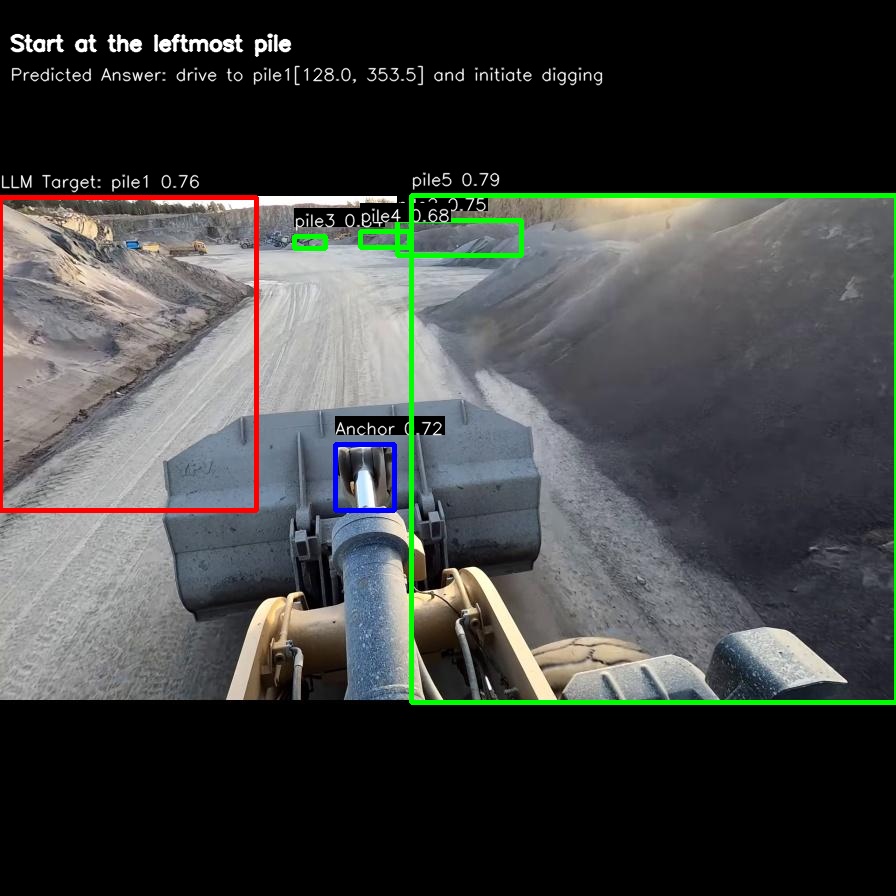 Start at the leftmost pile
Predicted Answer: drive to pile1[128.0, 353.5] and initiate digging
LLM Target: pile1 0.76
pile5 0.79
0.75
pile3 0.
pile4 0.68
Anchor 0.72